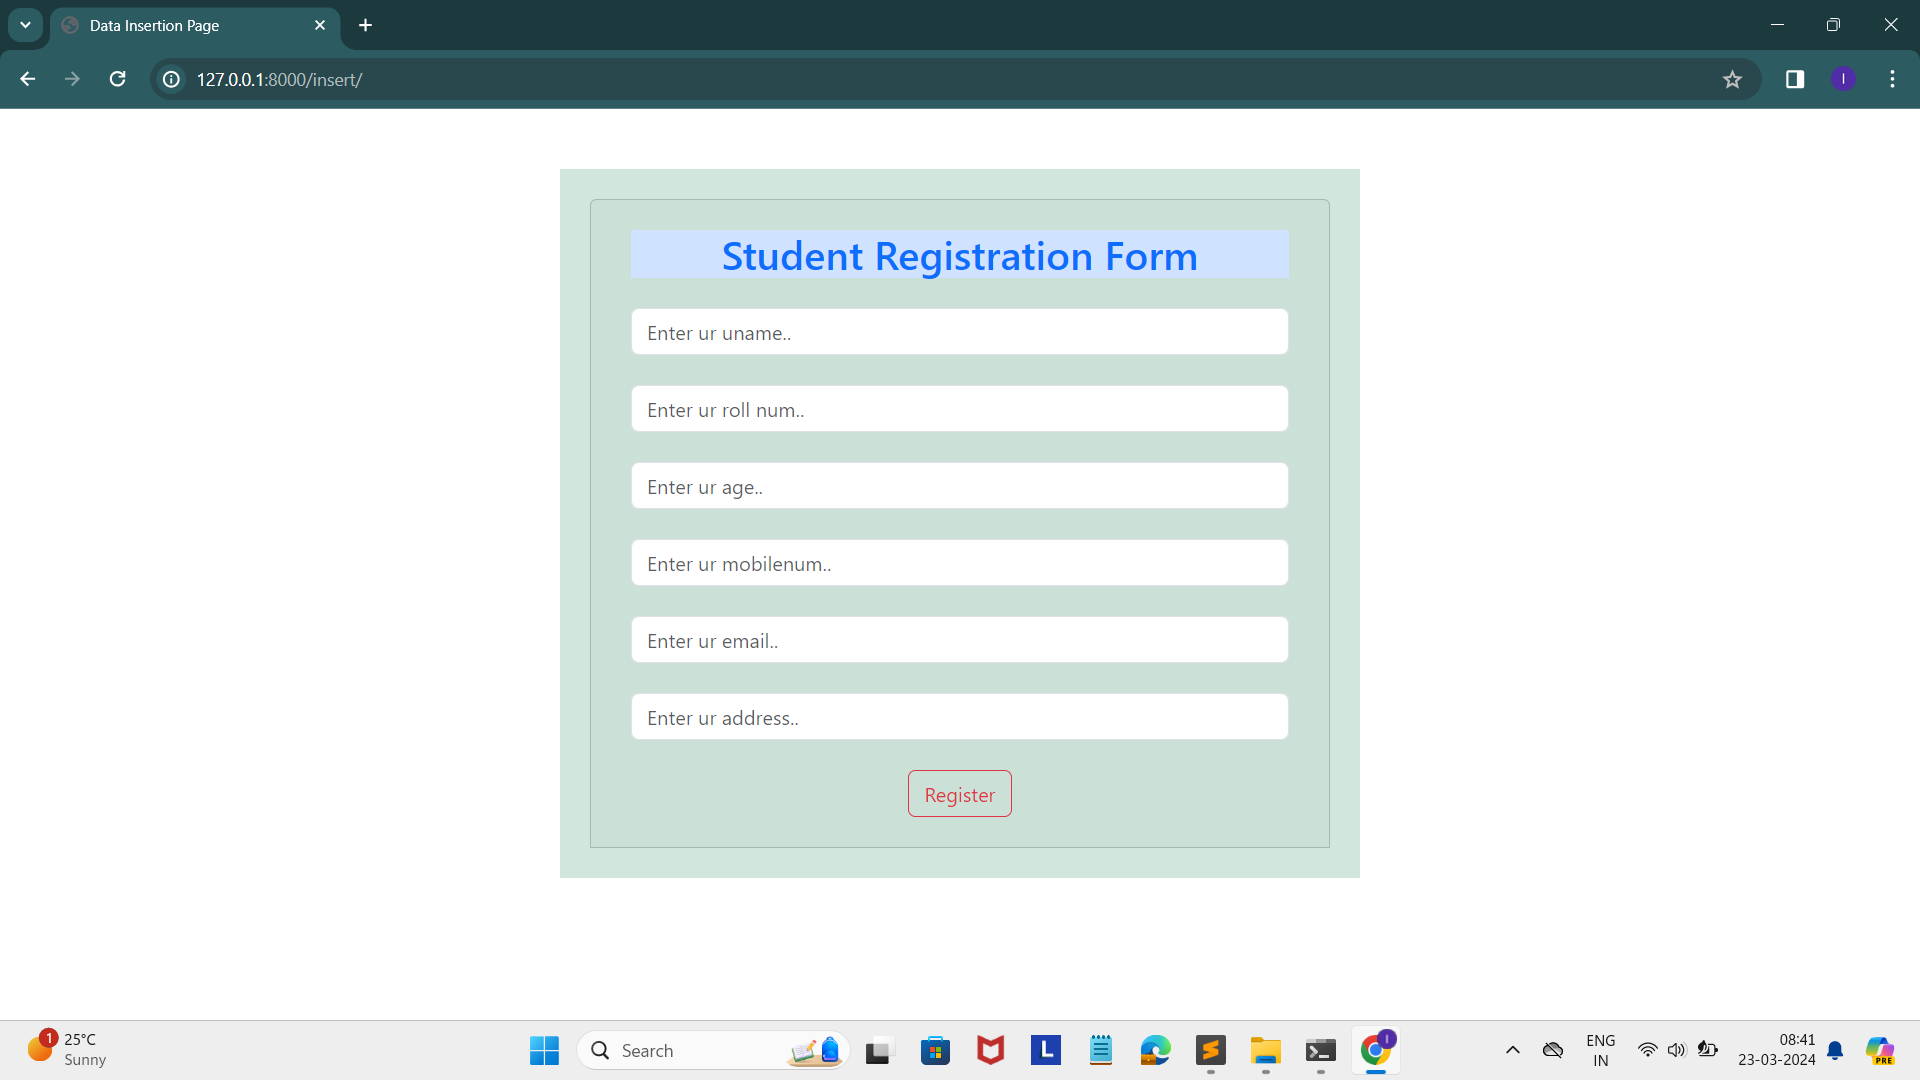 Data Insertion Page
127.0.0.1:8000/insert/
I
Student Registration Form
Enter ur uname..
Enter ur roll num..
Enter ur age..
Enter ur mobilenum..
Enter ur email..
Enter ur address..
Register
1
25°C
Sunny
Search
L
I
PRE
ENG
IN
08:41
23-03-2024